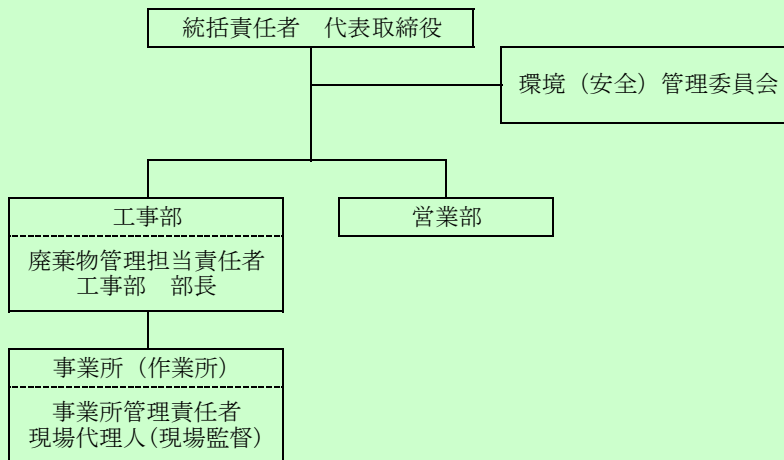 統括責任者　代表取締役
環境（安全）管理委員会
工事部
営業部
廃棄物管理担当責任者
工事部　部長
事業所（作業所）
事業所管理責任者
現場代理人(現場監督)